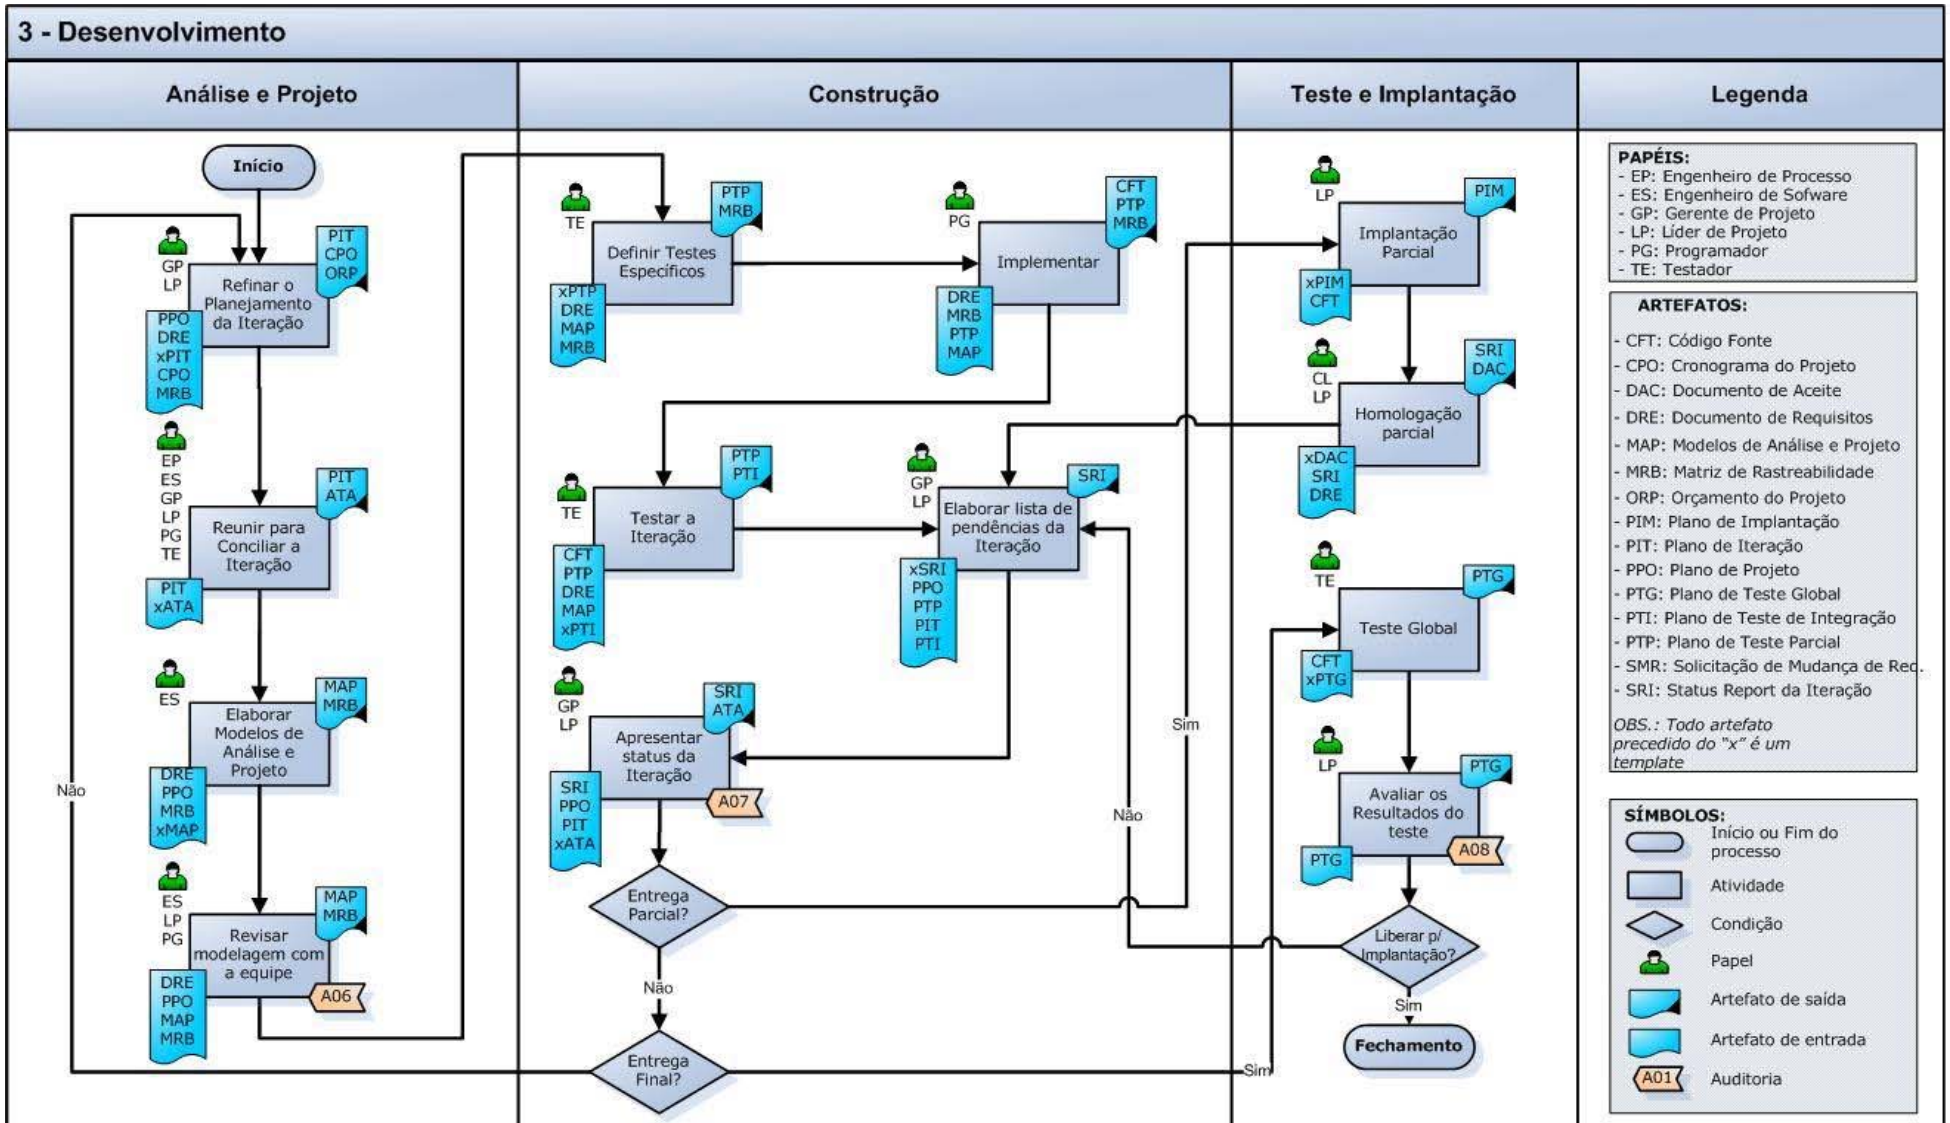 3 - Desenvolvimento
Análise e Projeto
Construção
Teste e Implantação
Legenda
Início
GP
LP
PIT
CPO
ORP
Refinar o
Planejamento
da Iteração
PPO
DRE
xPIT
CPO
MRB
EP
ES
GP
LP
PG
TE
PIT
ATA
Reunir para
Conciliar a
Iteração
PIT
xATA
ES
MAP
MRB
Elaborar
Modelos de
Análise e
Projeto
DRE
PPO
MRB
xMAP
Não
ES
LP
PG
MAP
MRB
Revisar
modelagem com
a equipe
A06
DRE
PPO
MAP
MRB
TE
PTP
MRB
Definir Testes
Específicos
xPTP
DRE
MAP
MRB
PG
CFT
PTP
MRB
Implementar
DRE
MRB
PTP
MAP
TE
PTP
PTI
Testar a
Iteração
CFT
PTP
DRE
MAP
xPTI
GP
LP
SRI
Elaborar lista de
pendências da
Iteração
xSRI
PPO
PTP
PIT
PTI
GP
LP
SRI
ATA
Apresentar
status da
Iteração
A07
SRI
PPO
PIT
xATA
Entrega
Parcial?
Sim
Não
Entrega
Final?
Sim
Não
LP
PIM
Implantação
Parcial
xPIM
CFT
CL
LP
SRI
DAC
Homologação
parcial
xDAC
SRI
DRE
TE
PTG
Teste Global
CFT
xPTG
LP
PTG
Avaliar os
Resultados do
teste
A08
PTG
Liberar p/
Implantação?
Sim
Fechamento
PAPÉIS:
- EP: Engenheiro de Processo
- ES: Engenheiro de Sofware
- GP: Gerente de Projeto
- LP: Líder de Projeto
- PG: Programador
- TE: Testador
ARTEFATOS:
- CFT: Código Fonte
- CPO: Cronograma do Projeto
- DAC: Documento de Aceite
- DRE: Documento de Requisitos
- MAP: Modelos de Análise e Projeto
- MRB: Matriz de Rastreabilidade
- ORP: Orçamento do Projeto
- PIM: Plano de Implantação
- PIT: Plano de Iteração
- PPO: Plano de Projeto
- PTG: Plano de Teste Global
- PTI: Plano de Teste de Integração
- PTP: Plano de Teste Parcial
- SMR: Solicitação de Mudança de Req.
- SRI: Status Report da Iteração
OBS.: Todo artefato
precedido do "x" é um
template
SÍMBOLOS:
Início ou Fim do
processo
Atividade
Condição
Papel
Artefato de saída
Artefato de entrada
A01
Auditoria